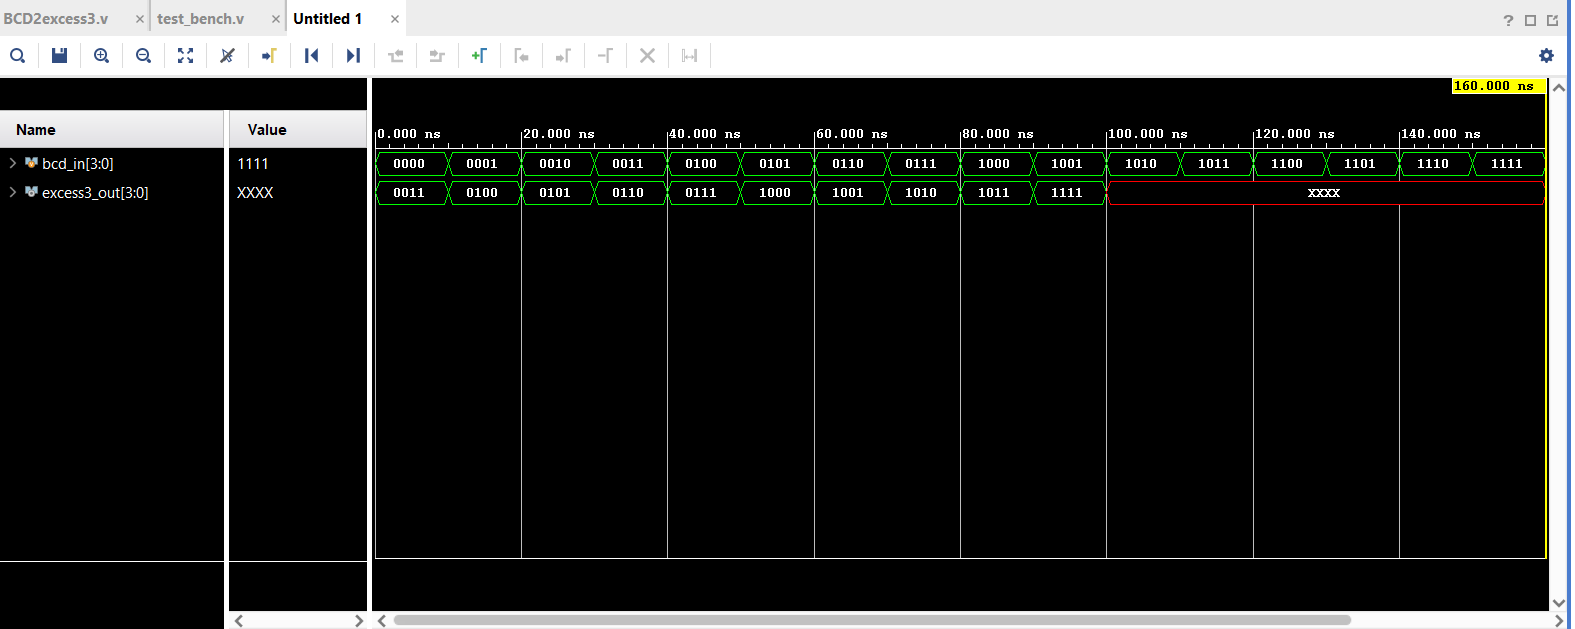 BCD2excess3.v × test_bench.v × Untitled 1 × ?
160.000 ns
Name Value 0.000 ns 20.000 ns 40.000 ns 60.000 ns 80.000 ns 100.000 ns 120.000 ns 140.000 ns
bcd_in[3:0] 1111 0000 0001 0010 0011 0100 0101 0110 0111 1000 1001 1010 1011 1100 1101 1110 1111
excess3_out[3:0] XXXX 0011 0100 0101 0110 0111 1000 1001 1010 1011 1111 XXXX